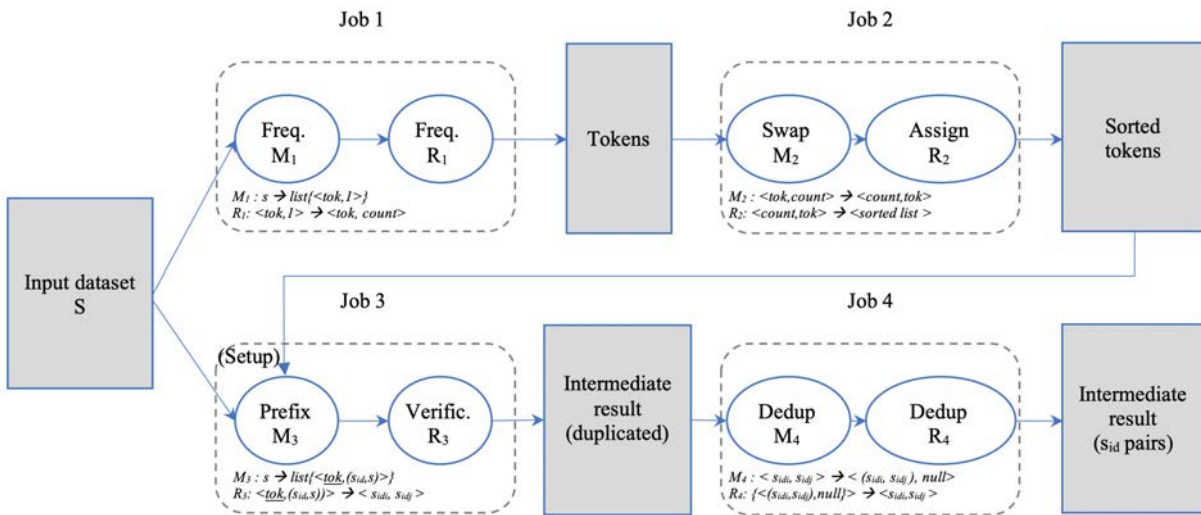 Job 1
Job 2
Freq.
M₁
Freq.
R₁
Tokens
Swap
M₂
Assign
R₂
Sorted
tokens
M₁ : s → list{<tok,1>}
R₁: <tok,1> → <tok, count>
M₂ : <tok,count> → <count,tok>
R₂: <count,tok> → <sorted list >
Input dataset
S
Job 3
Job 4
(Setup)
Prefix
M₃
Verific.
R₃
Intermediate
result
(duplicated)
Dedup
M₄
Dedup
R₄
Intermediate
result
(sid pairs)
M₃ : s → list{<tok,(sid,s)>}
R₃: <tok,(sid,s))> → < sidi, sidj >
M₄ : < sidi, sidj > → < (sidi, sidj ), null>
R₄: {<(sidi,sidj),null}> → <sidi,sidj >